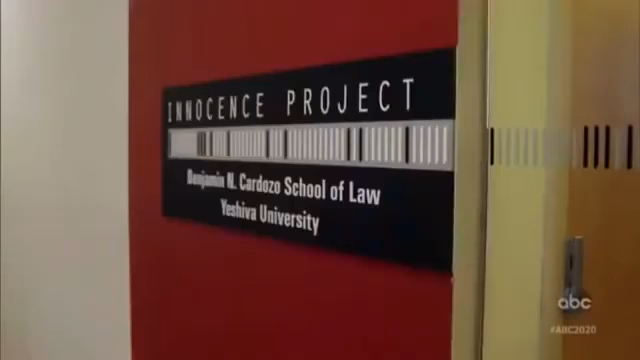 INNOCENCE PROJECT
Benjamin N. Cardozo School of Law
Yeshiva University
abc
#ABC2020